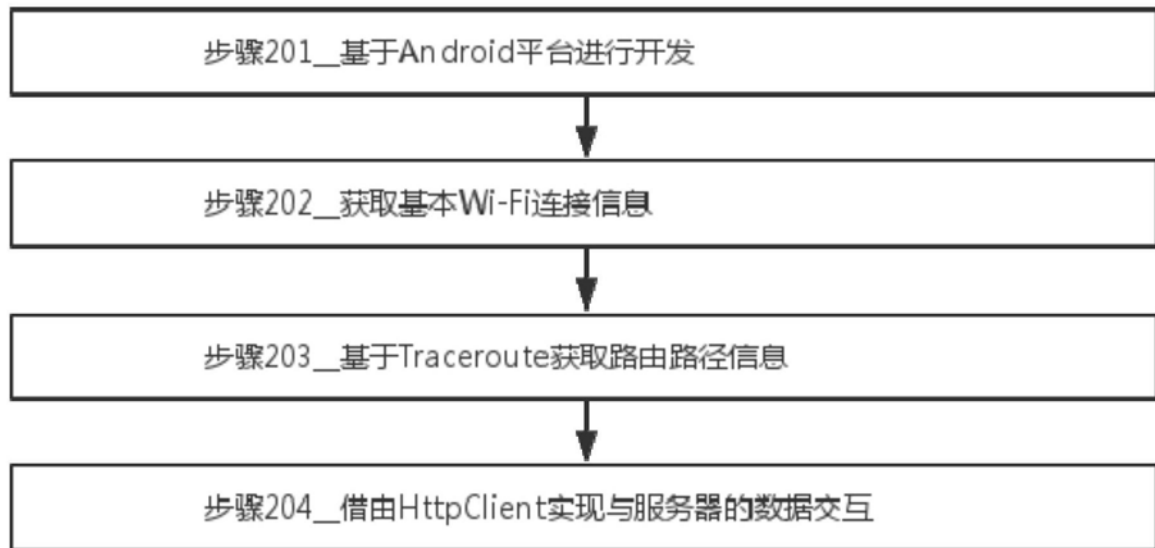 步骤201__基于Android平台进行开发
步骤202__获取基本Wi-Fi连接信息
步骤203__基于Traceroute获取路由路径信息
步骤204__借由HttpClient实现与服务器的数据交互